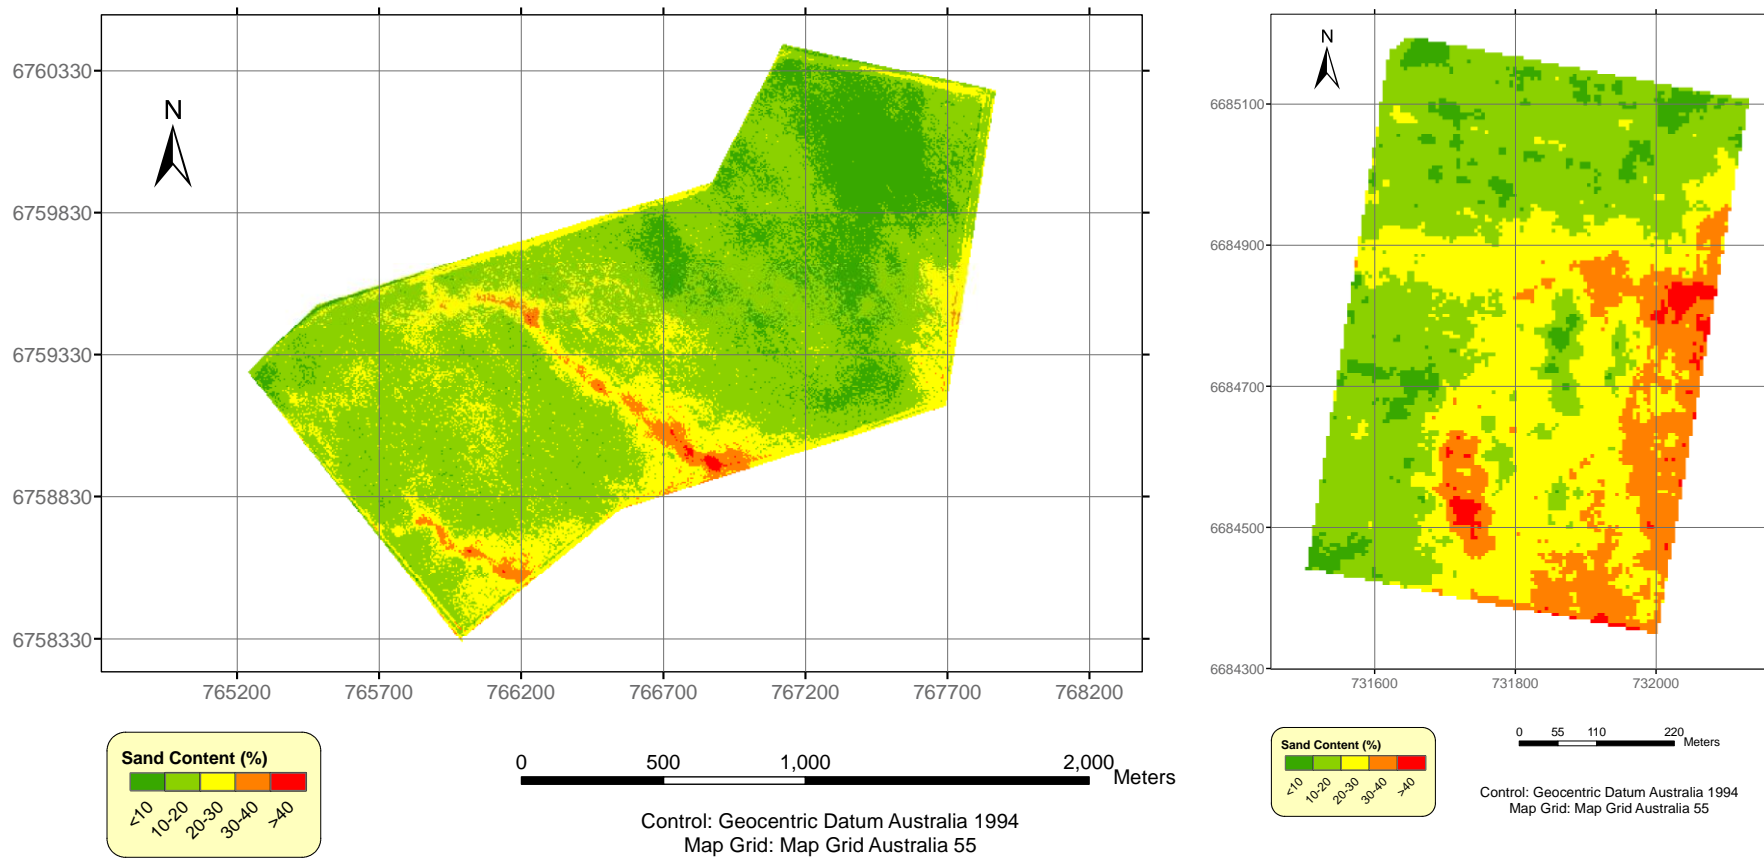 N
6760330
6759830
6759330
6758830
6758330
765200 765700 766200 766700 767200 767700 768200
Sand Content (%)
<10 10-20 20-30 30-40 >40
0 500 1,000 2,000
Meters
Control: Geocentric Datum Australia 1994
Map Grid: Map Grid Australia 55
N
6685100
6684900
6684700
6684500
6684300
731600 731800 732000
Sand Content (%)
<10 10-20 20-30 30-40 >40
0 55 110 220
Meters
Control: Geocentric Datum Australia 1994
Map Grid: Map Grid Australia 55